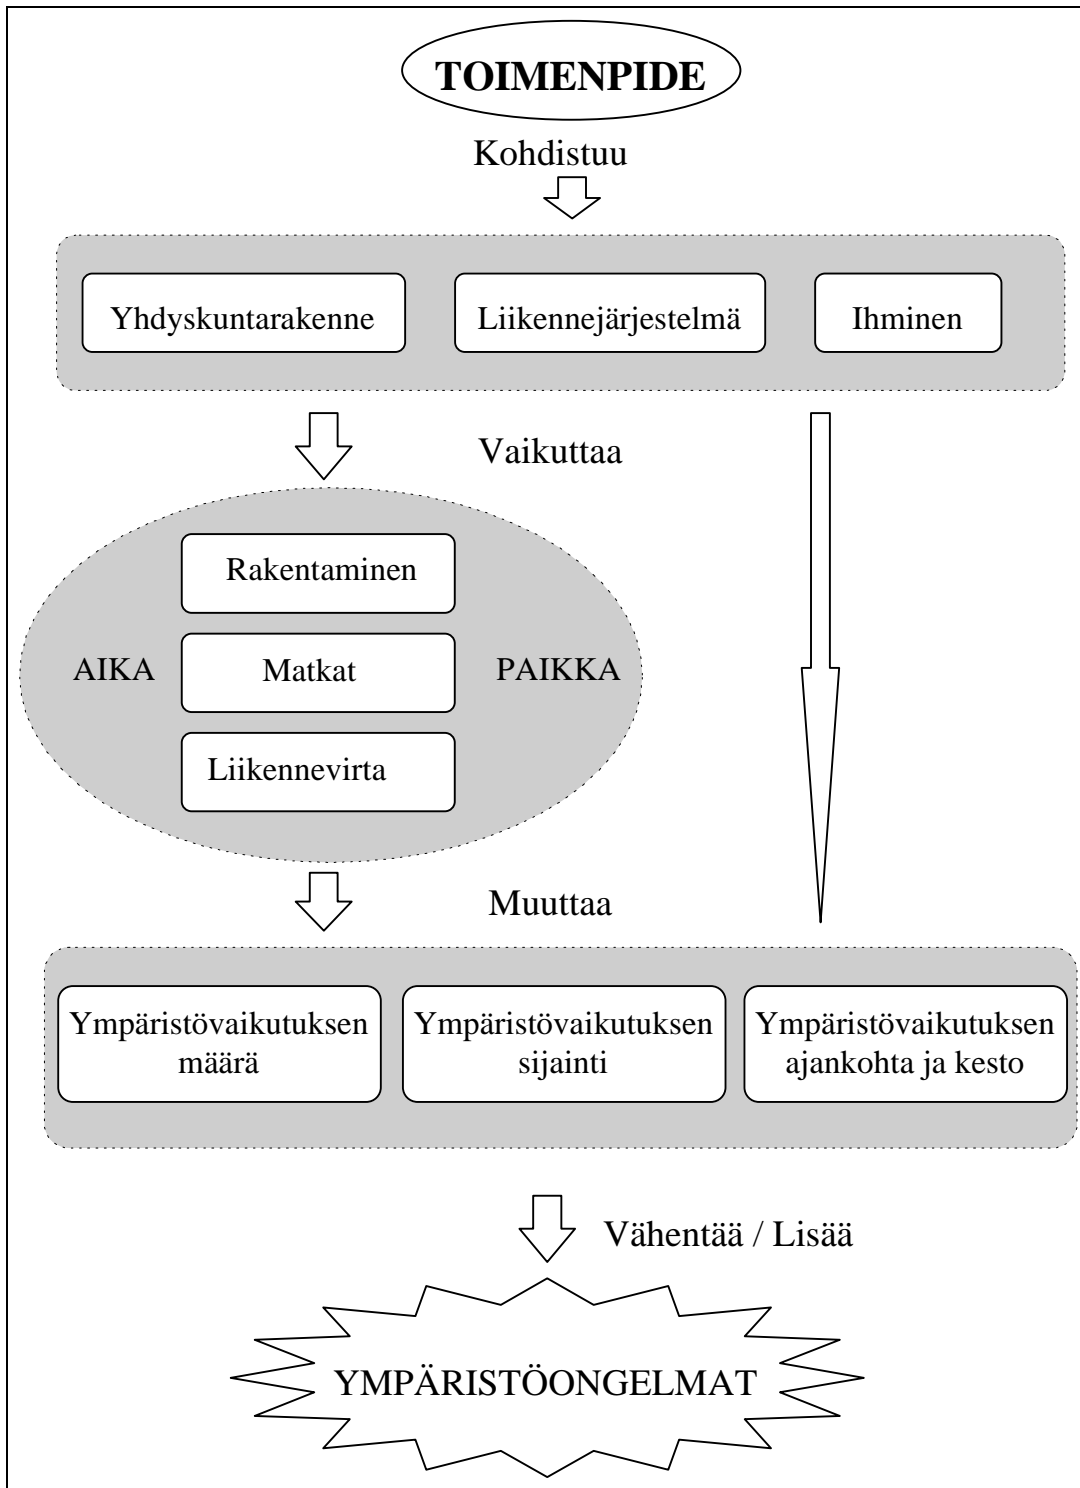 TOIMENPIDE
Kohdistuu
Yhdyskuntarakenne
Liikennejärjestelmä
Ihminen
Vaikuttaa
Rakentaminen
AIKA
Matkat
PAIKKA
Liikennevirta
Muuttaa
Ympäristövaikutuksen
määrä
Ympäristövaikutuksen
sijainti
Ympäristövaikutuksen
ajankohta ja kesto
Vähentää / Lisää
YMPÄRISTÖONGELMAT